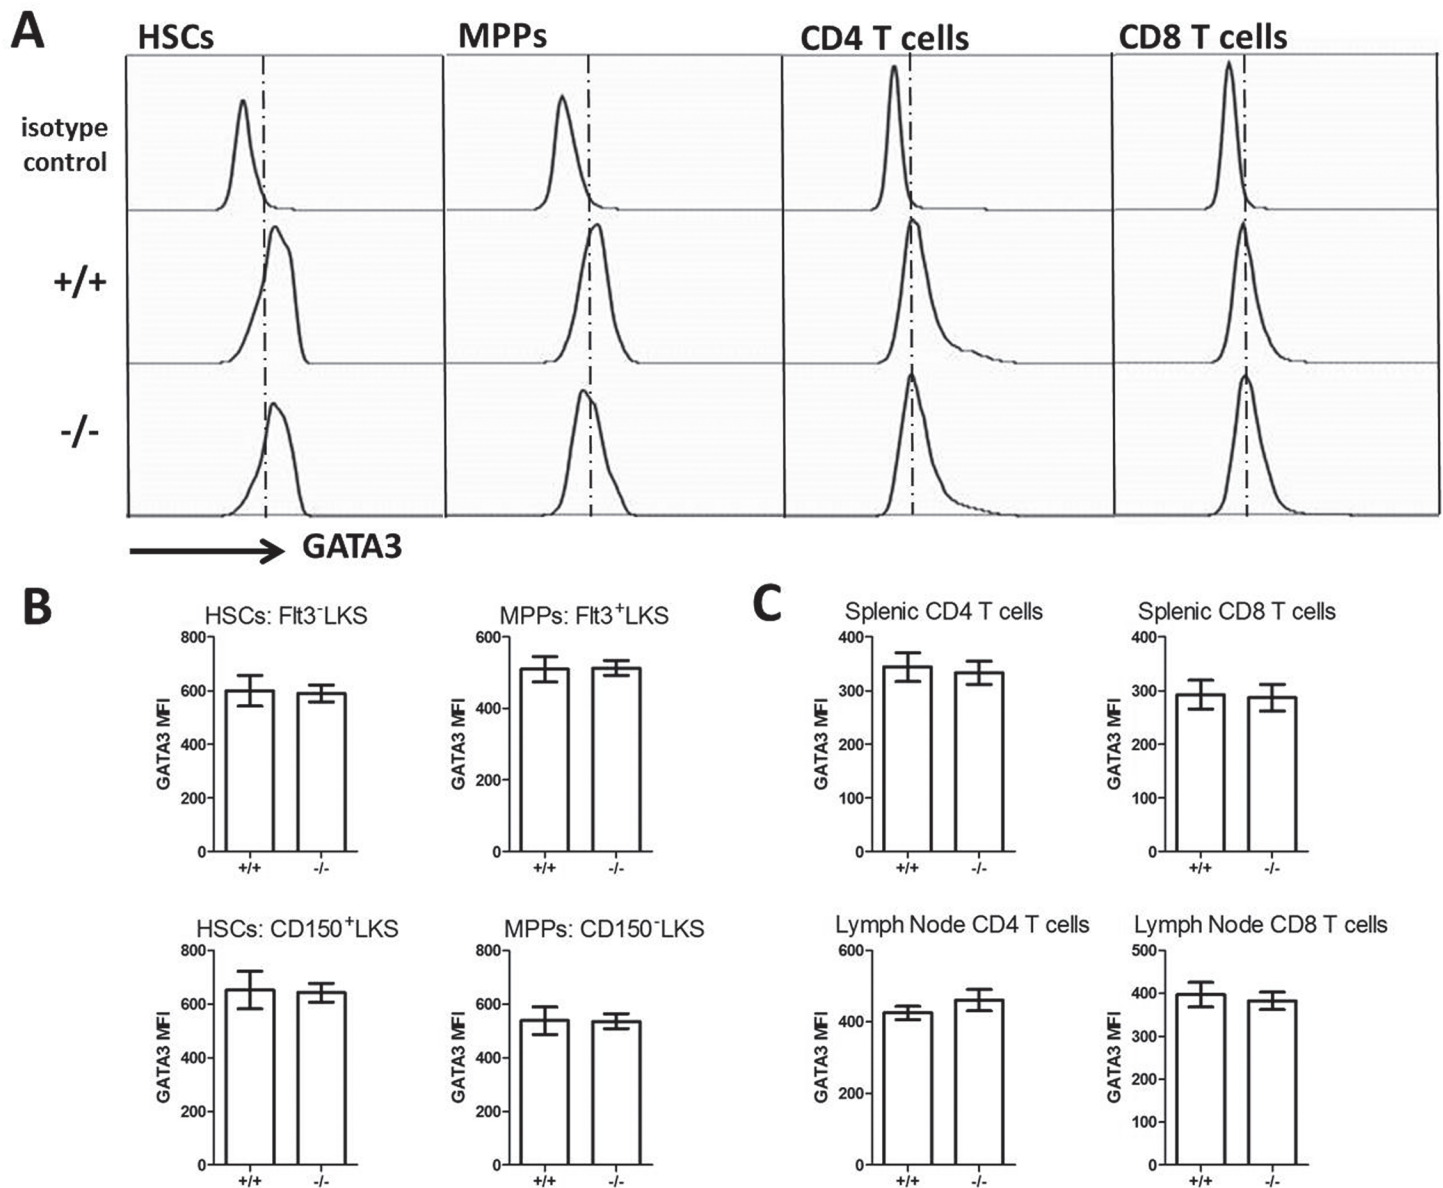 A
HSCs
MPPs
CD4 T cells
CD8 T cells
isotype
control
+/+
-/-
GATA3
B
HSCs: Flt3⁻LKS
800
600
400
200
0
GATA3 MFI
+/+
-/-
MPPs: Flt3⁺LKS
600
400
200
0
GATA3 MFI
+/+
-/-
C
Splenic CD4 T cells
400
300
200
100
0
GATA3 MFI
+/+
-/-
Splenic CD8 T cells
400
300
200
100
0
GATA3 MFI
+/+
-/-
HSCs: CD150⁺LKS
800
600
400
200
0
GATA3 MFI
+/+
-/-
MPPs: CD150⁻LKS
800
600
400
200
0
GATA3 MFI
+/+
-/-
Lymph Node CD4 T cells
600
400
200
0
GATA3 MFI
+/+
-/-
Lymph Node CD8 T cells
500
400
300
200
100
0
GATA3 MFI
+/+
-/-